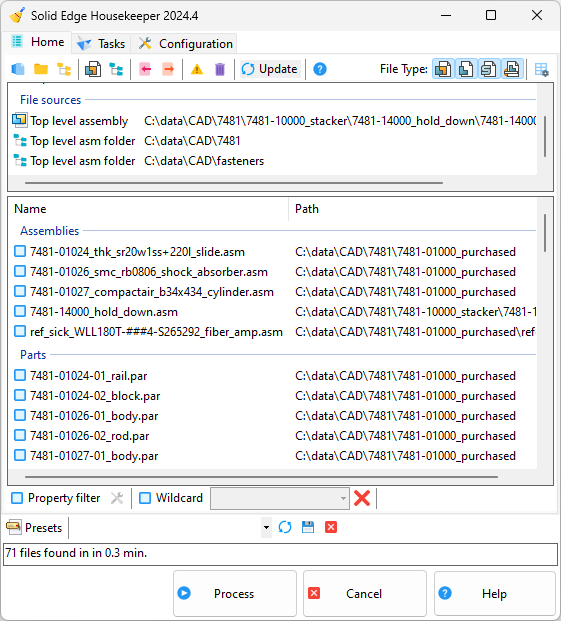 Solid Edge Housekeeper 2024.4
Home Tasks Configuration
Update File Type:
File sources
Top level assembly C:\data\CAD\7481\7481-10000_stacker\7481-14000_hold_down\7481-14000
Top level asm folder C:\data\CAD\7481
Top level asm folder C:\data\CAD\fasteners
Name Path
Assemblies
7481-01024_thk_sr20w1ss+220l_slide.asm C:\data\CAD\7481\7481-01000_purchased
7481-01026_smc_rb0806_shock_absorber.asm C:\data\CAD\7481\7481-01000_purchased
7481-01027_compactair_b34x434_cylinder.asm C:\data\CAD\7481\7481-01000_purchased
7481-14000_hold_down.asm C:\data\CAD\7481\7481-10000_stacker\7481-1
ref_sick_WLL180T-###4-S265292_fiber_amp.asm C:\data\CAD\7481\7481-01000_purchased\ref
Parts
7481-01024-01_rail.par C:\data\CAD\7481\7481-01000_purchased
7481-01024-02_block.par C:\data\CAD\7481\7481-01000_purchased
7481-01026-01_body.par C:\data\CAD\7481\7481-01000_purchased
7481-01026-02_rod.par C:\data\CAD\7481\7481-01000_purchased
7481-01027-01_body.par C:\data\CAD\7481\7481-01000_purchased
Property filter Wildcard
Presets
71 files found in in 0.3 min.
Process Cancel Help